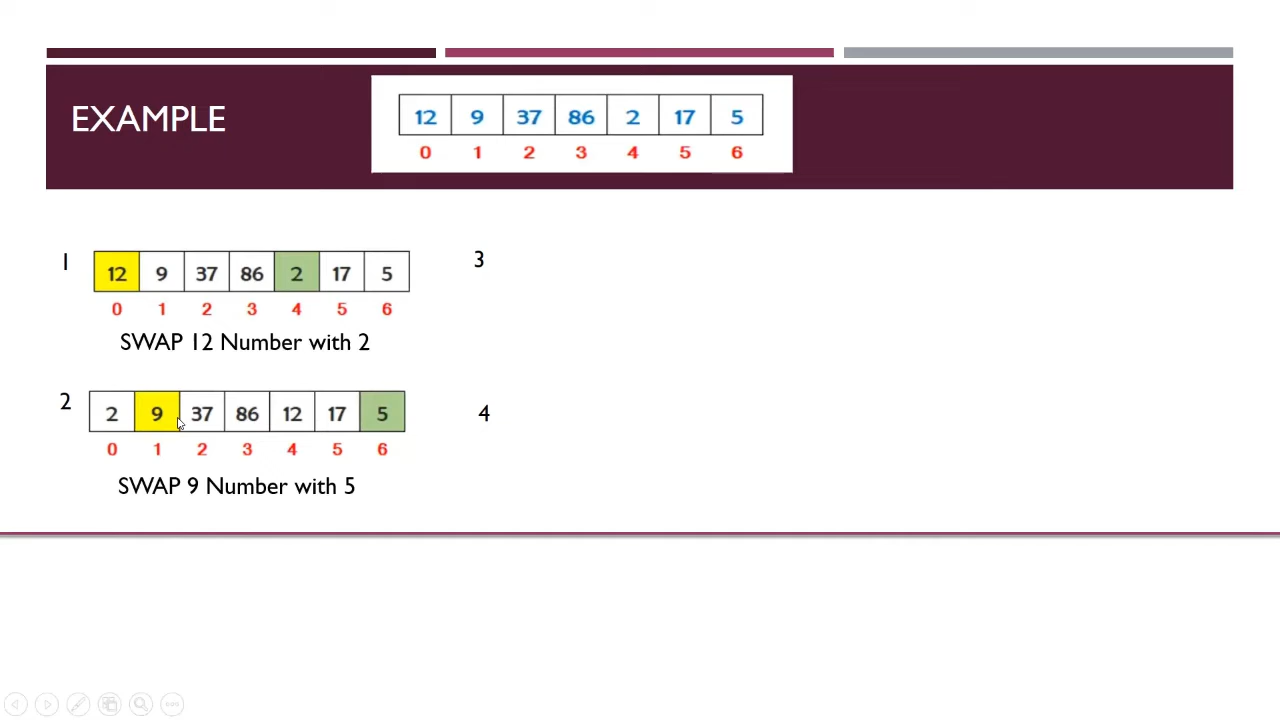 EXAMPLE
12 9 37 86 2 17 5
0 1 2 3 4 5 6
1
12 9 37 86 2 17 5
0 1 2 3 4 5 6
SWAP 12 Number with 2
2
2 9 37 86 12 17 5
0 1 2 3 4 5 6
SWAP 9 Number with 5
3
4